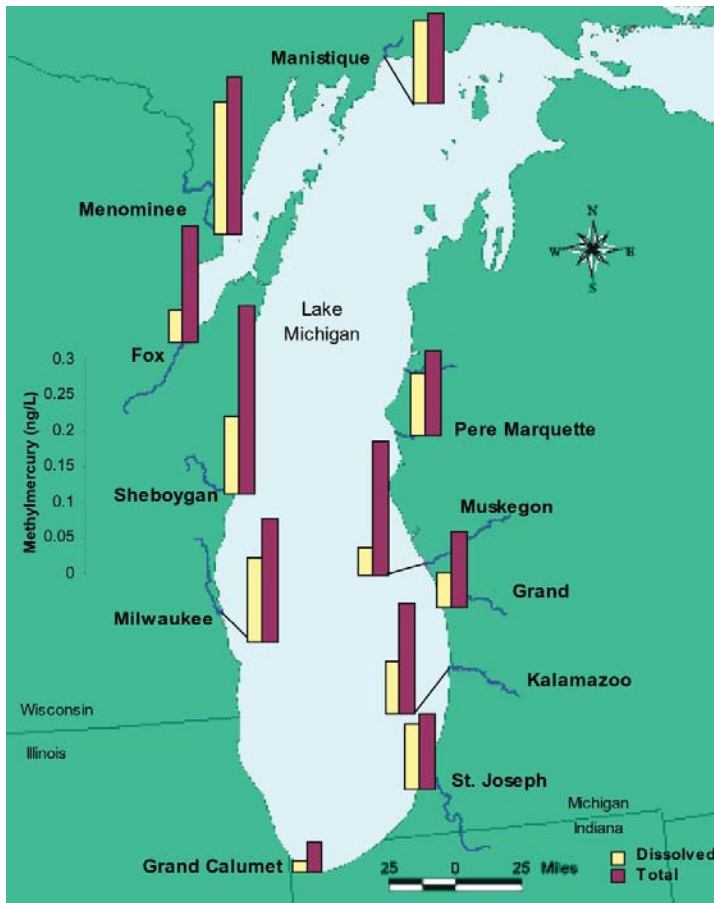 Manistique
Menominee
N
W E
S
Lake
Michigan
Fox
0.3
0.25
0.2
0.15
0.1
0.05
0
Methylmercury (ng/L)
Pere Marquette
Sheboygan
Muskegon
Grand
Milwaukee
Kalamazoo
Wisconsin
Illinois
St. Joseph
Michigan
Indiana
Grand Calumet
25 0 25 Miles
Dissolved
Total